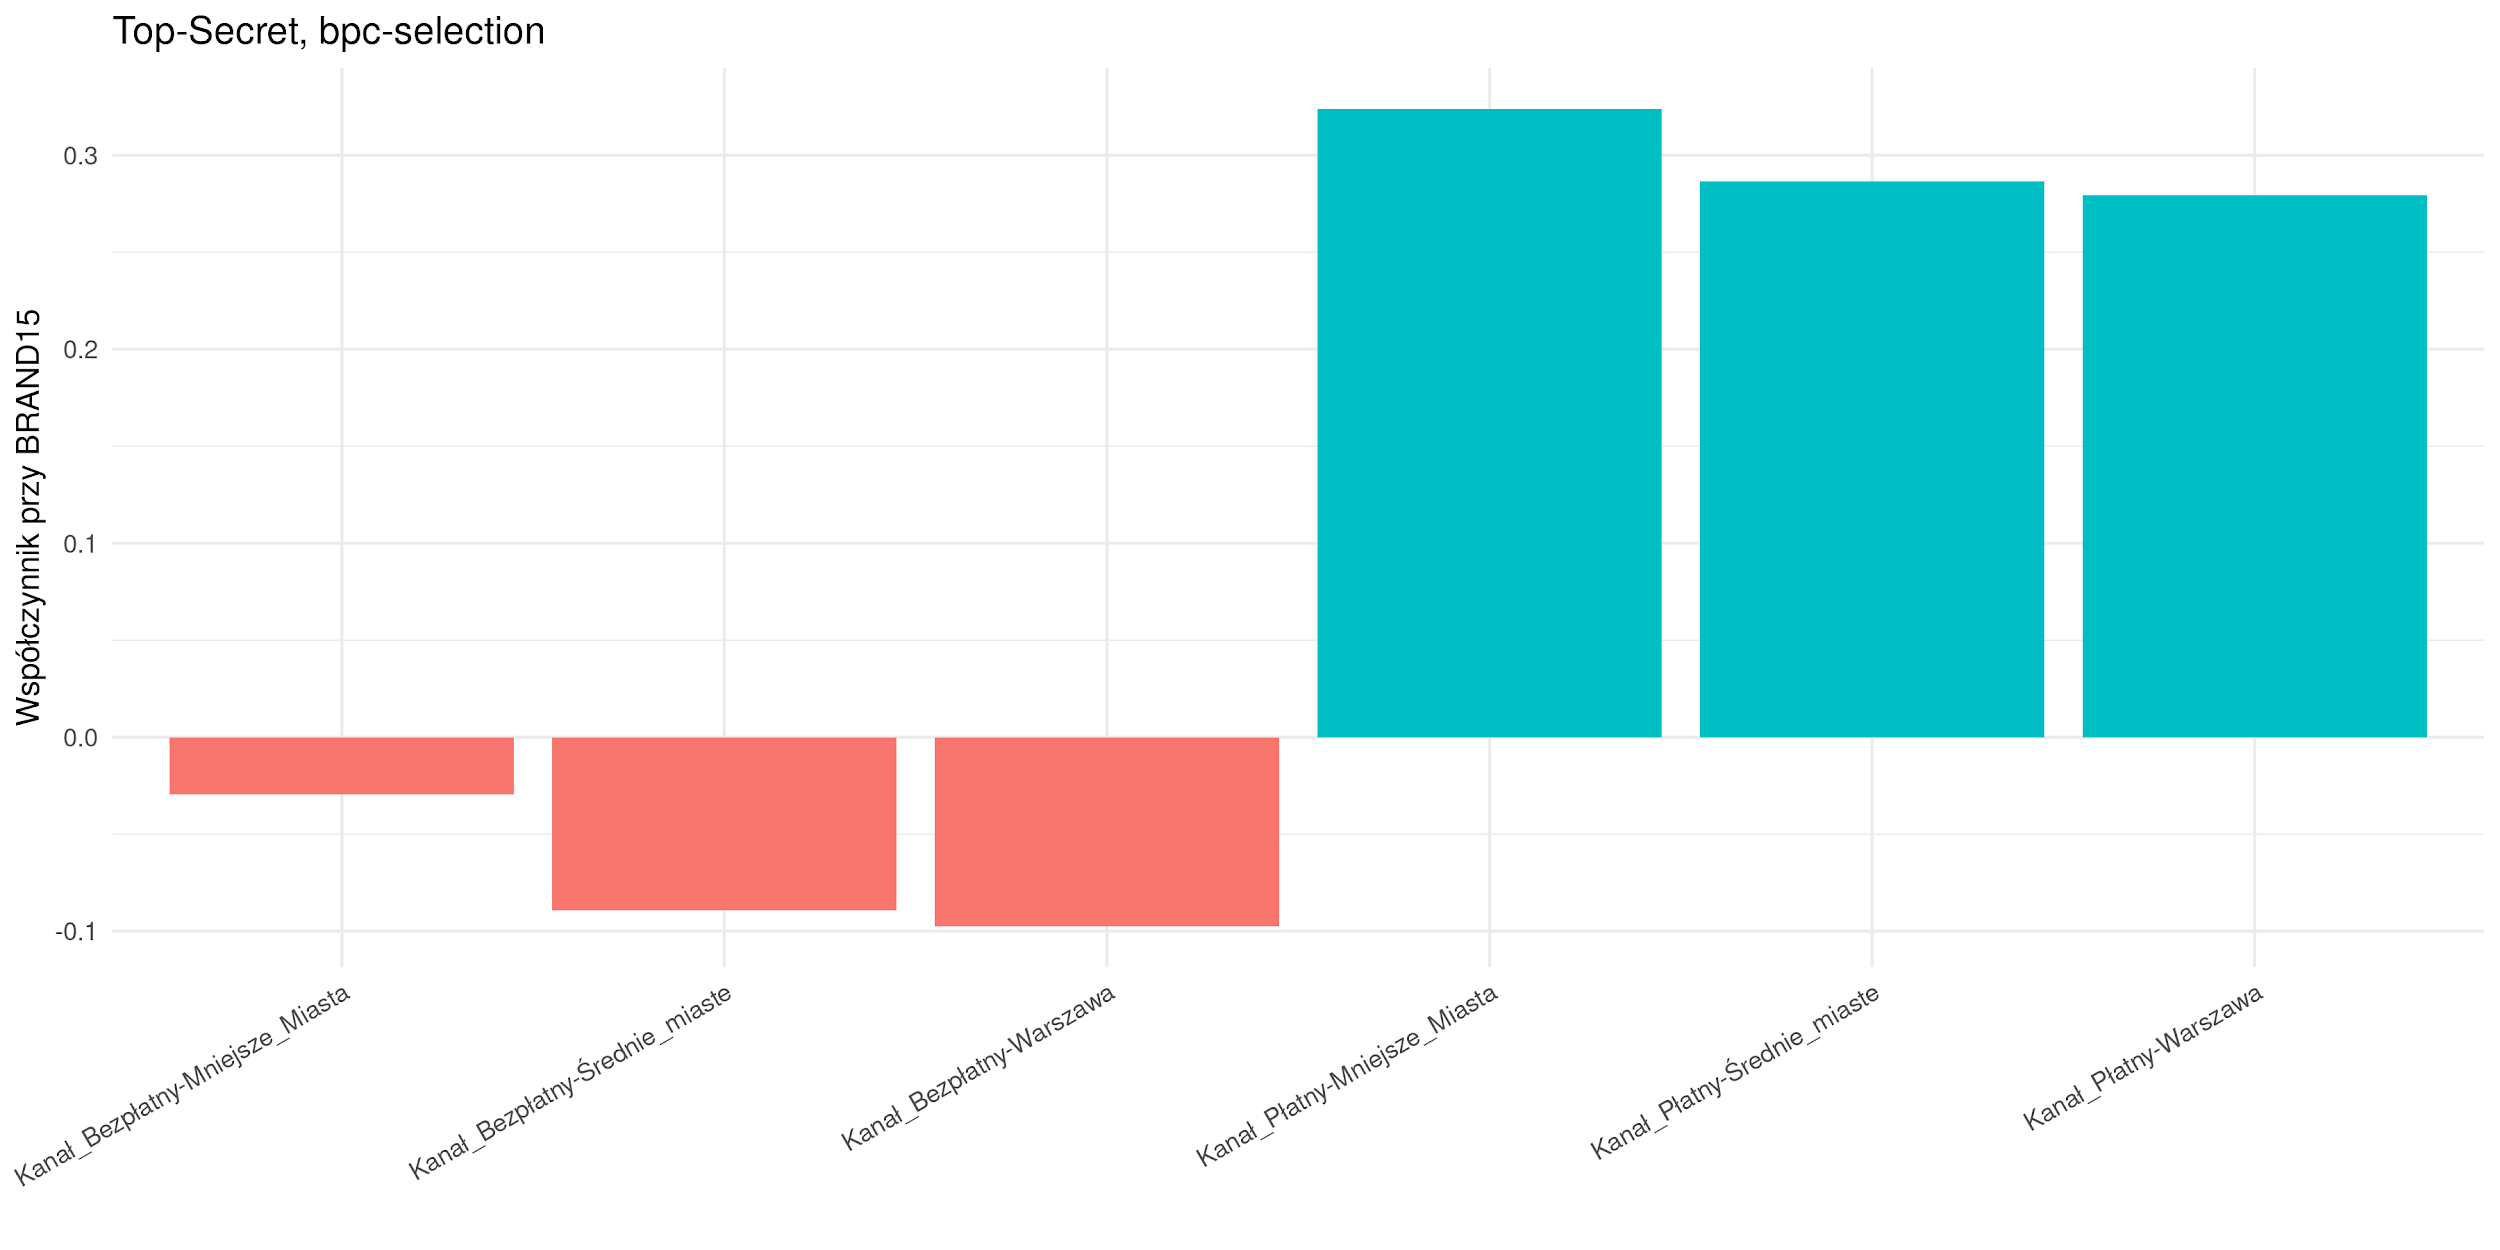 Top-Secret, bpc-selection
Współczynnik przy BRAND15
0.3
0.2
0.1
0.0
-0.1
Kanał_Bezpłatny-Mniejsze_Miasta
Kanał_Bezpłatny-Średnie_miaste
Kanał_Bezpłatny-Warszawa
Kanał_Płatny-Mniejsze_Miasta
Kanał_Płatny-Średnie_miaste
Kanał_Płatny-Warszawa